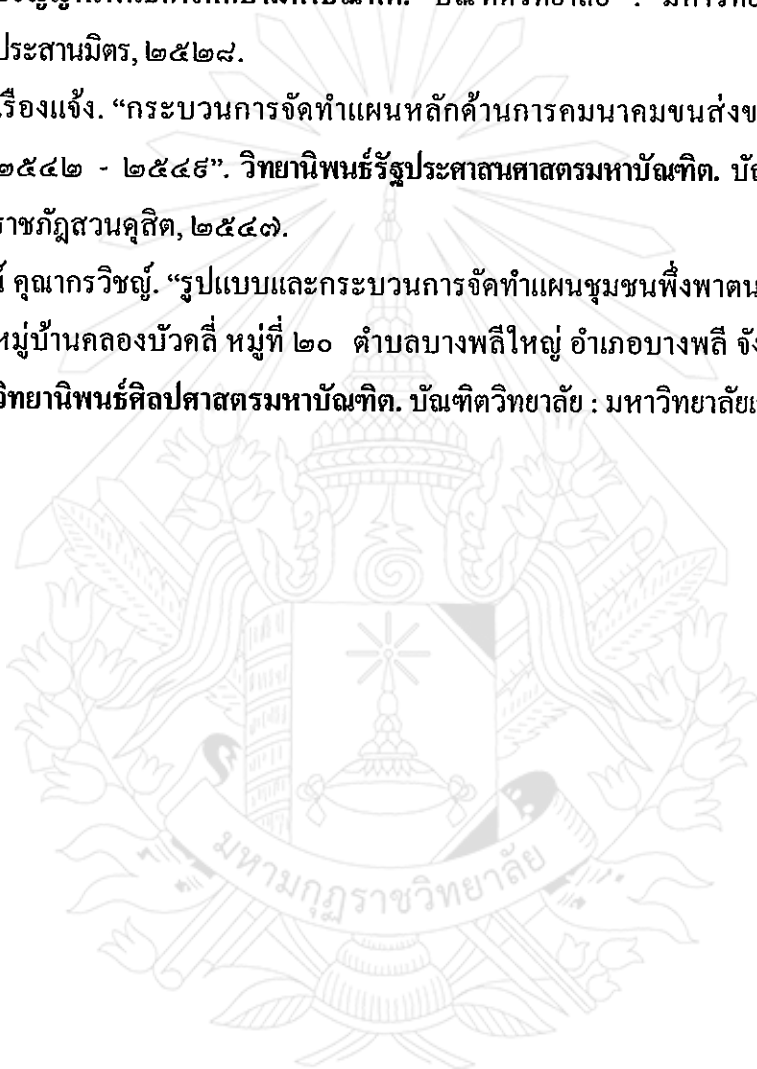 ประสานมิตร, ๒๕๒๘.
เรืองแจ้ง. “กระบวนการจัดทำแผนหลักด้านการคมนาคมขนส่งข
๒๕๔๒ - ๒๕๔๙”. วิทยานิพนธ์รัฐประศาสนศาสตรมหาบัณฑิต. บัณ
ราชภัฏสวนดุสิต, ๒๕๔๗.
คุณากรวิชญ์. “รูปแบบและกระบวนการจัดทำแผนชุมชนพึ่งพาตน
หมู่บ้านคลองบัวคลี่ หมู่ที่ ๒๐ ตำบลบางพลีใหญ่ อำเภอบางพลี จัง
วิทยานิพนธ์ศิลปศาสตรมหาบัณฑิต. บัณฑิตวิทยาลัย : มหาวิทยาลัย
มหามกุฏราชวิทยาลัย